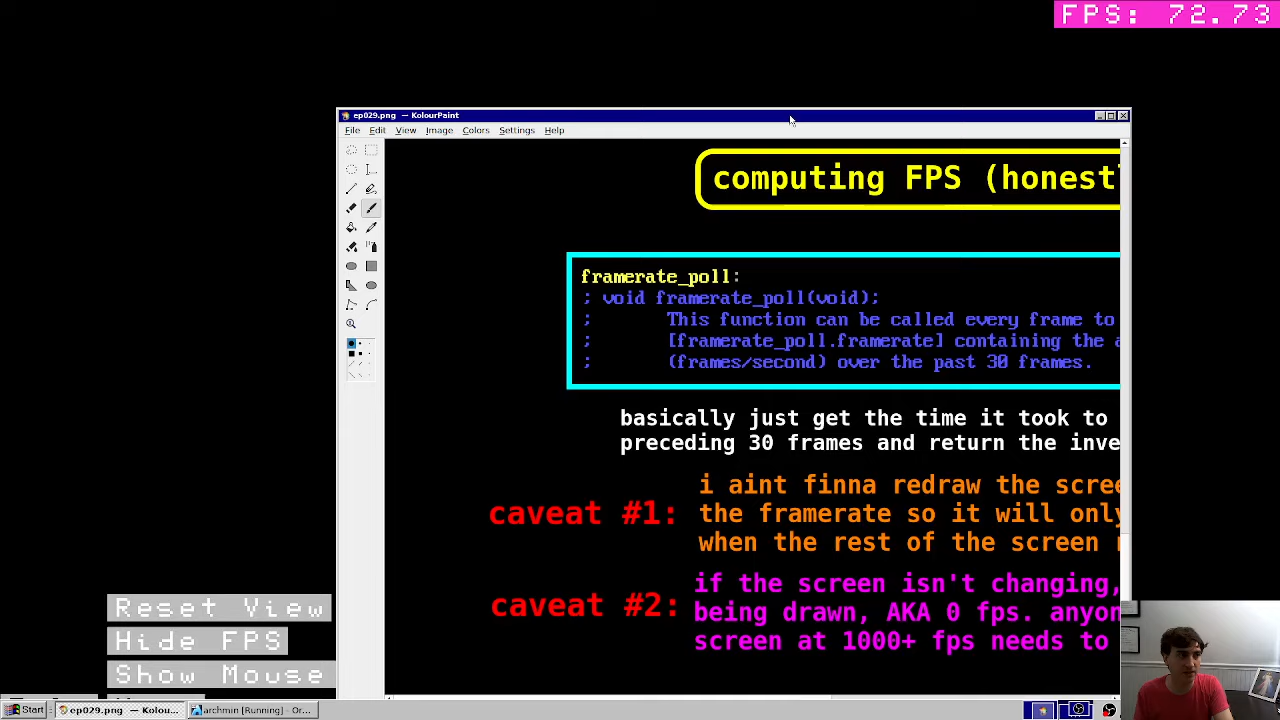 FPS: 72.73
ep029.png — KolourPaint
File Edit View Image Colors Settings Help
computing FPS (honest
framerate_poll:
; void framerate_poll(void);
; This function can be called every frame to
; [framerate_poll.framerate] containing the a
; (frames/second) over the past 30 frames.
basically just get the time it took to
preceding 30 frames and return the inve
caveat #1:
i aint finna redraw the scree
the framerate so it will only
when the rest of the screen
caveat #2:
if the screen isn't changing,
being drawn, AKA 0 fps. anyon
screen at 1000+ fps needs to
Reset View
Hide FPS
Show Mouse
Start
ep029.png — Kolou...
archmin [Running] - Or...